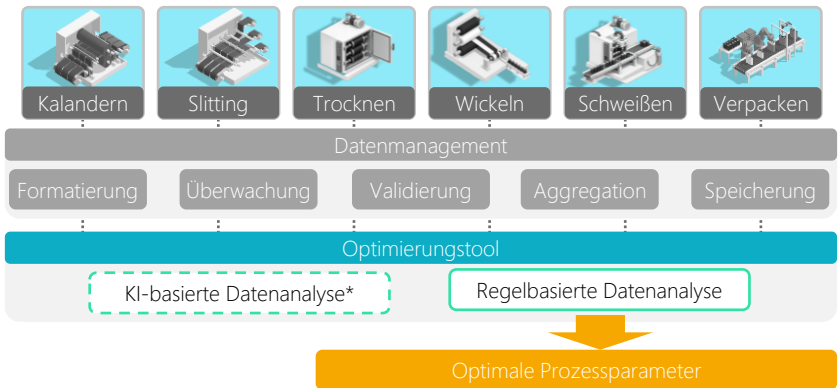 Kalandern
Slitting
Trocknen
Wickeln
Schweißen
Verpacken
Datenmanagement
Formatierung
Überwachung
Validierung
Aggregation
Speicherung
Optimierungstool
KI-basierte Datenanalyse*
Regelbasierte Datenanalyse
Optimale Prozessparameter